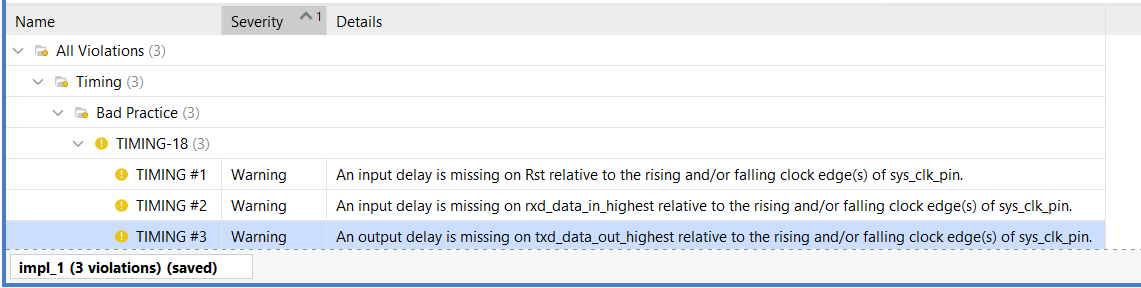 Name Severity 1 Details
All Violations (3)
Timing (3)
Bad Practice (3)
TIMING-18 (3)
TIMING #1 Warning An input delay is missing on Rst relative to the rising and/or falling clock edge(s) of sys_clk_pin.
TIMING #2 Warning An input delay is missing on rxd_data_in_highest relative to the rising and/or falling clock edge(s) of sys_clk_pin.
TIMING #3 Warning An output delay is missing on txd_data_out_highest relative to the rising and/or falling clock edge(s) of sys_clk_pin.
impl_1 (3 violations) (saved)